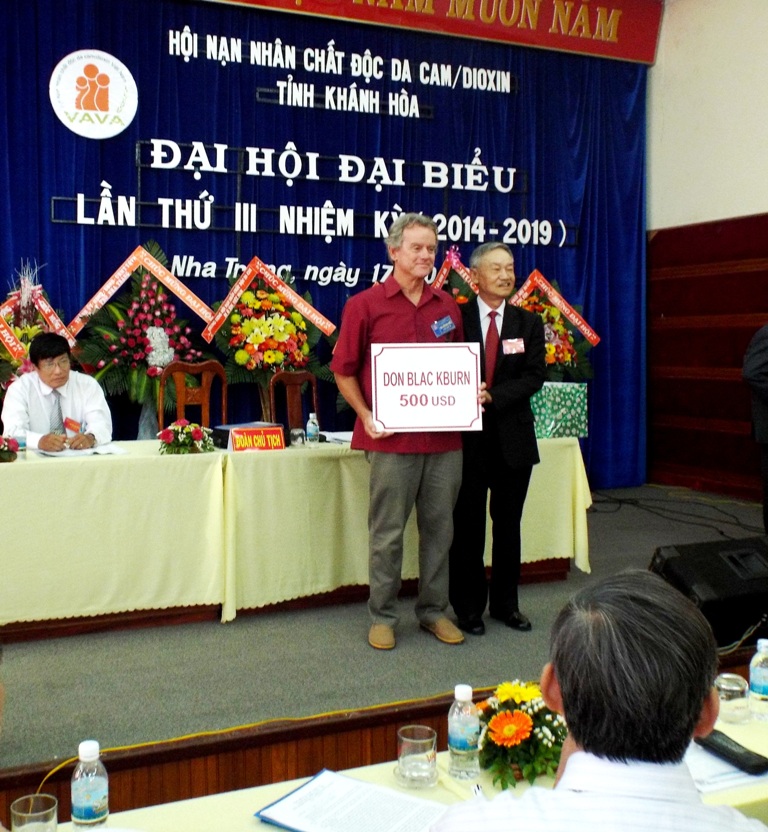 NĂM MUÔN NĂM
HỘI NẠN NHÂN CHẤT ĐỘC DA CAM/DIOXIN
TỈNH KHÁNH HÒA
VAVA
ĐẠI HỘI ĐẠI BIỂU
LẦN THỨ III NHIỆM KỲ (2014-2019)
Nha Trang, ngày 17
DON BLAC KBURN
500 USD
ĐOÀN CHỦ TỊCH